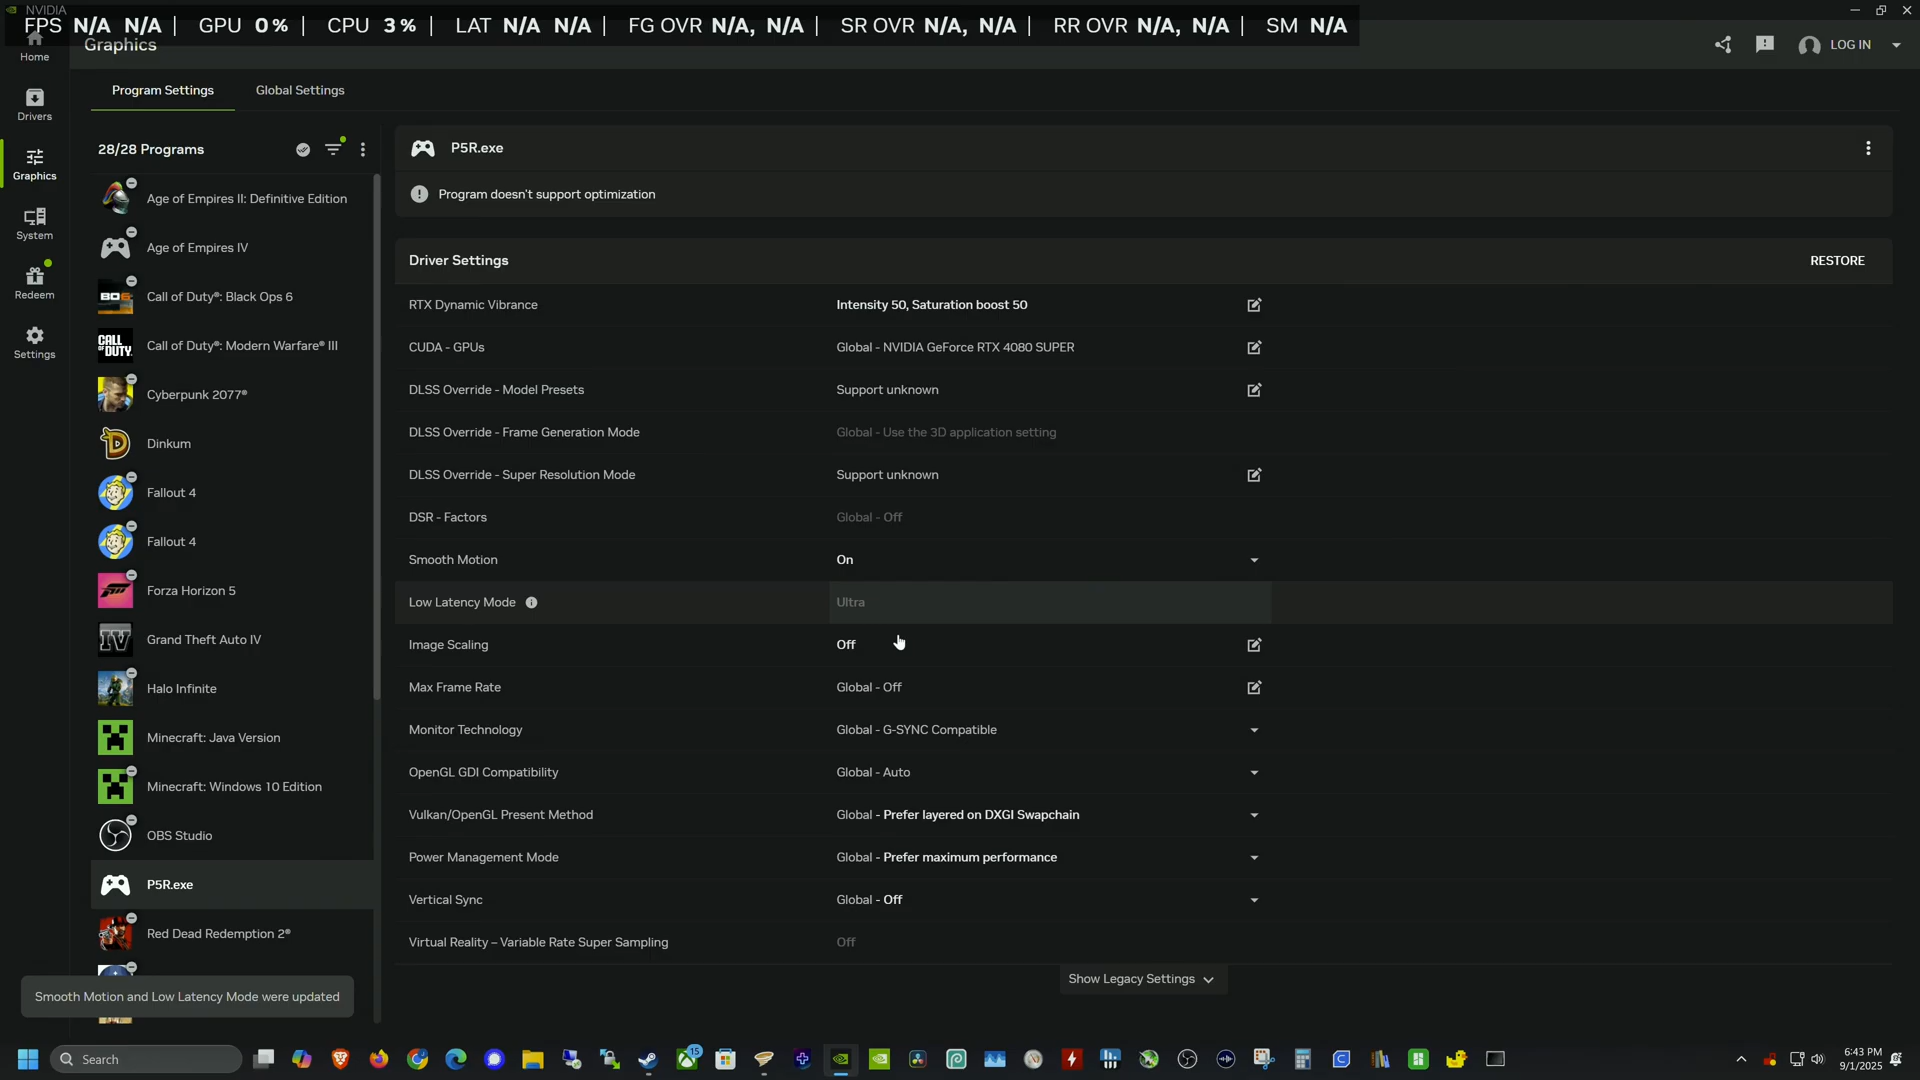 NVIDIA
FPS N/A N/A | GPU 0 % | CPU 3 % | LAT N/A N/A | FG OVR N/A, N/A | SR OVR N/A, N/A | RR OVR N/A, N/A | SM N/A
Home
Graphics
LOG IN
Drivers
Graphics
System
Redeem
Settings
Program Settings
Global Settings
28/28 Programs
Age of Empires II: Definitive Edition
Age of Empires IV
Call of Duty®: Black Ops 6
Call of Duty®: Modern Warfare® III
Cyberpunk 2077®
Dinkum
Fallout 4
Fallout 4
Forza Horizon 5
Grand Theft Auto IV
Halo Infinite
Minecraft: Java Version
Minecraft: Windows 10 Edition
OBS Studio
P5R.exe
Red Dead Redemption 2®
Smooth Motion and Low Latency Mode were updated
P5R.exe
Program doesn't support optimization
Driver Settings
RESTORE
RTX Dynamic Vibrance Intensity 50, Saturation boost 50
CUDA - GPUs Global - NVIDIA GeForce RTX 4080 SUPER
DLSS Override - Model Presets Support unknown
DLSS Override - Frame Generation Mode Global - Use the 3D application setting
DLSS Override - Super Resolution Mode Support unknown
DSR - Factors Global - Off
Smooth Motion On
Low Latency Mode Ultra
Image Scaling Off
Max Frame Rate Global - Off
Monitor Technology Global - G-SYNC Compatible
OpenGL GDI Compatibility Global - Auto
Vulkan/OpenGL Present Method Global - Prefer layered on DXGI Swapchain
Power Management Mode Global - Prefer maximum performance
Vertical Sync Global - Off
Virtual Reality – Variable Rate Super Sampling Off
Show Legacy Settings
Search
15
6:43 PM
9/1/2025